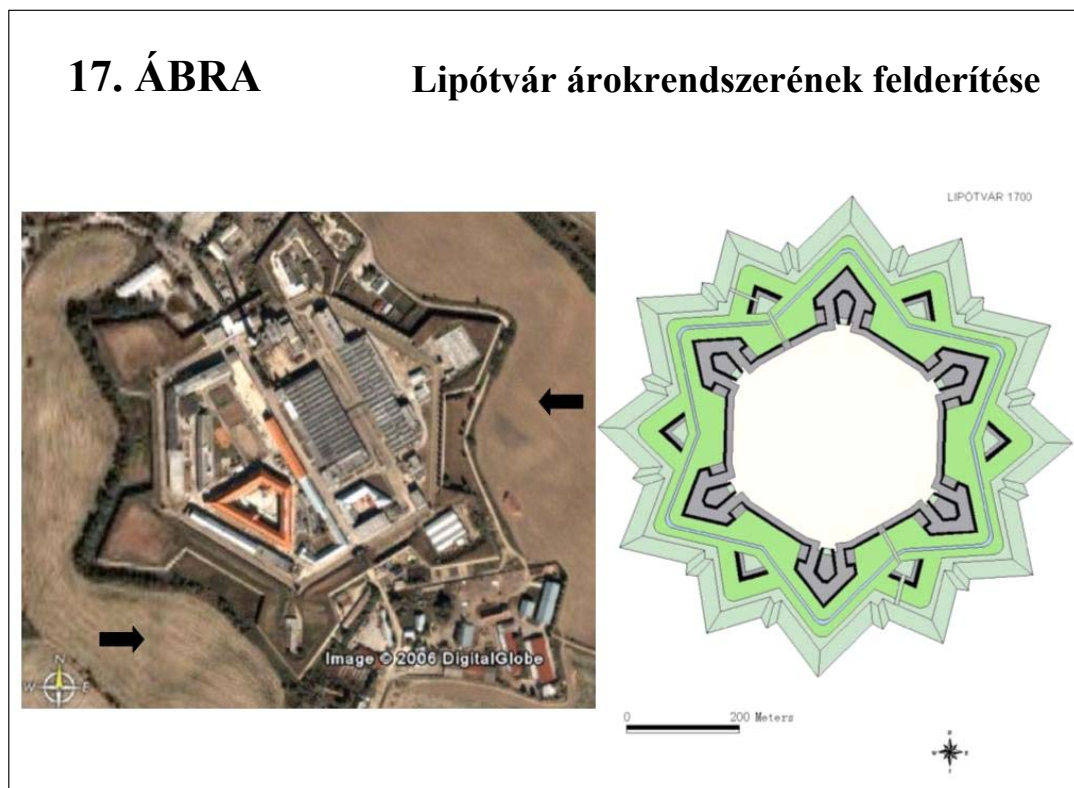 17. ÁBRA
Lipótvár árokrendszerének felderítése
LIPÓTVÁR 1700
N
W E
Image © 2006 DigitalGlobe
0 200 Meters
N
W E
S